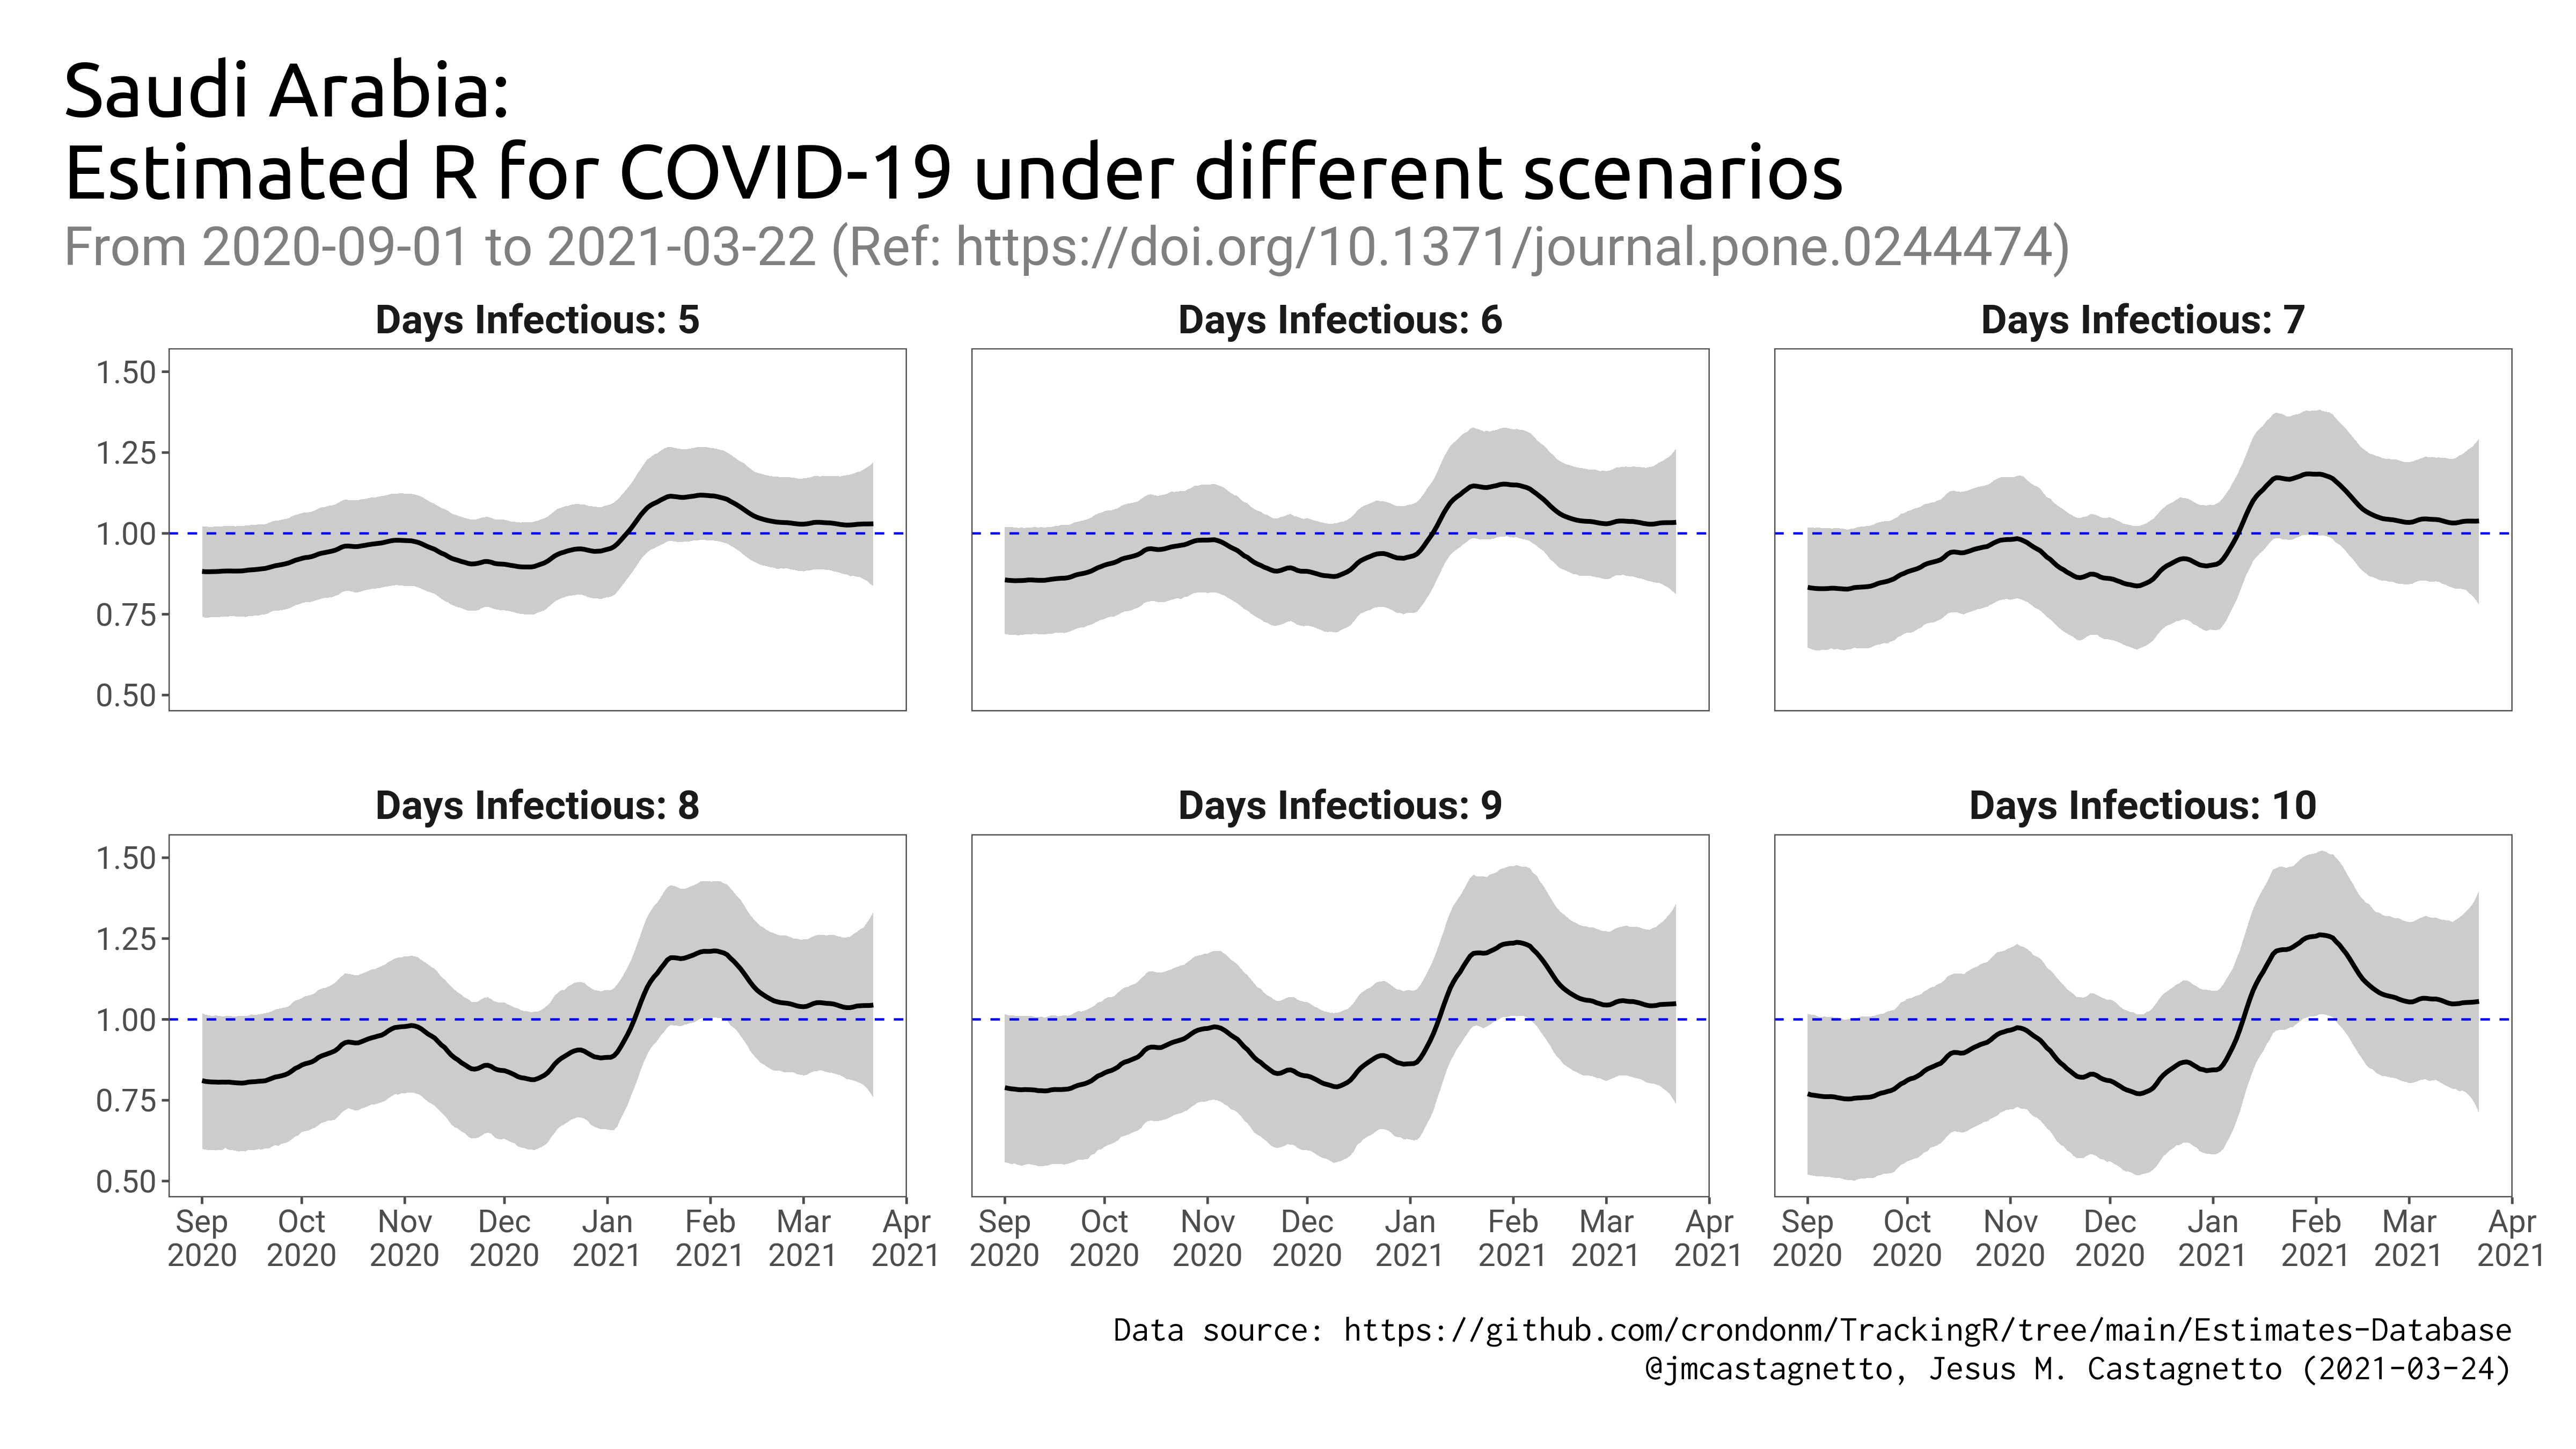 Saudi Arabia:
Estimated R for COVID-19 under different scenarios
From 2020-09-01 to 2021-03-22 (Ref: https://doi.org/10.1371/journal.pone.0244474)
Days Infectious: 5
Days Infectious: 6
Days Infectious: 7
1.50
1.25
1.00
0.75
0.50
Days Infectious: 8
Days Infectious: 9
Days Infectious: 10
1.50
1.25
1.00
0.75
0.50
Sep Oct Nov Dec Jan Feb Mar Apr
2020 2020 2020 2020 2021 2021 2021 2021
Sep Oct Nov Dec Jan Feb Mar Apr
2020 2020 2020 2020 2021 2021 2021 2021
Sep Oct Nov Dec Jan Feb Mar Apr
2020 2020 2020 2020 2021 2021 2021 2021
Data source: https://github.com/crondonm/TrackingR/tree/main/Estimates-Database
@jmcastagnetto, Jesus M. Castagnetto (2021-03-24)